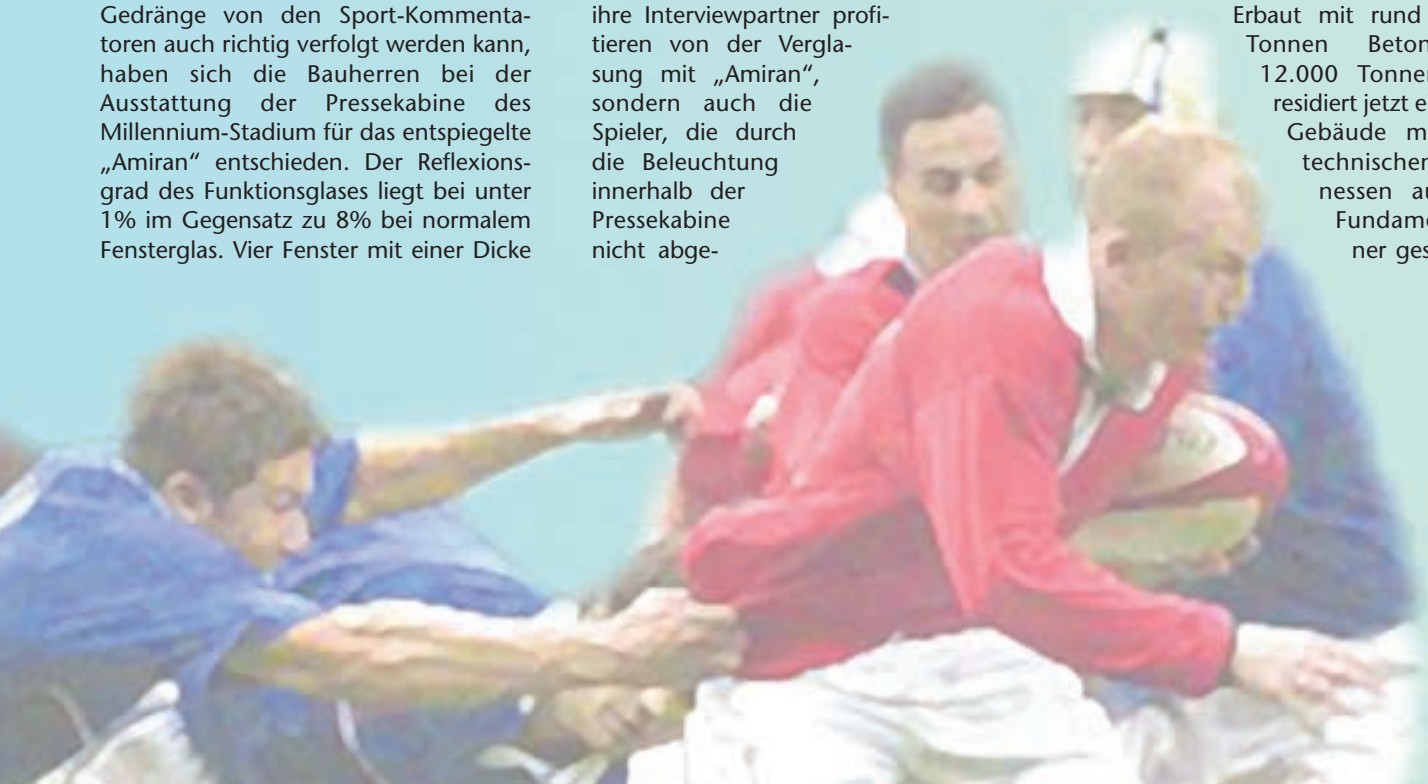 Gedränge von den Sport-Kommenta-
toren auch richtig verfolgt werden kann,
haben sich die Bauherren bei der
Ausstattung der Pressekabine des
Millennium-Stadium für das entspiegelte
„Amiran“ entschieden. Der Reflexions-
grad des Funktionsglases liegt bei unter
1% im Gegensatz zu 8% bei normalem
Fensterglas. Vier Fenster mit einer Dicke
ihre Interviewpartner profi-
tieren von der Vergla-
sung mit „Amiran“,
sondern auch die
Spieler, die durch
die Beleuchtung
innerhalb der
Pressekabine
nicht abge-
Erbaut mit rund
Tonnen Beton
12.000 Tonnen
residiert jetzt e
Gebäude m
technischen
nessen au
Fundame
ner ges